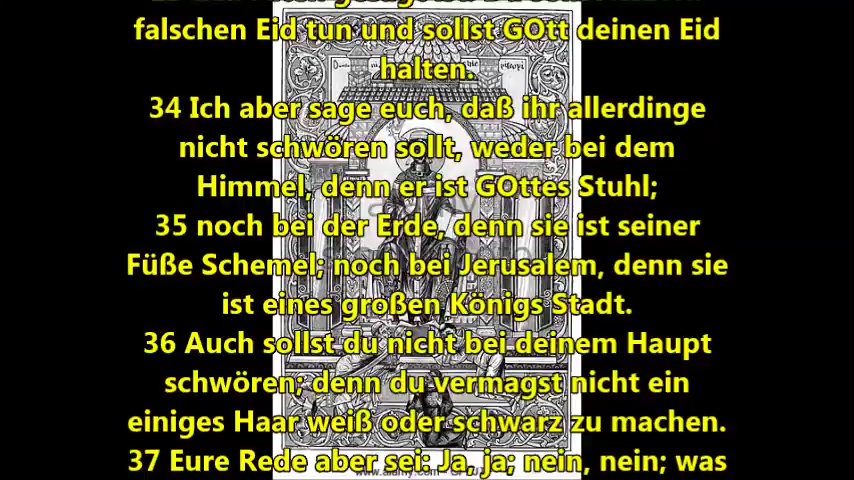 falschen Eid tun und sollst GOtt deinen Eid
halten.
34 Ich aber sage euch, daß ihr allerdinge
nicht schwören sollt, weder bei dem
Himmel, denn er ist GOttes Stuhl;
35 noch bei der Erde, denn sie ist seiner
Füße Schemel; noch bei Jerusalem, denn sie
ist eines großen Königs Stadt.
36 Auch sollst du nicht bei deinem Haupt
schwören; denn du vermagst nicht ein
einiges Haar weiß oder schwarz zu machen.
37 Eure Rede aber sei: Ja, ja; nein, nein; was